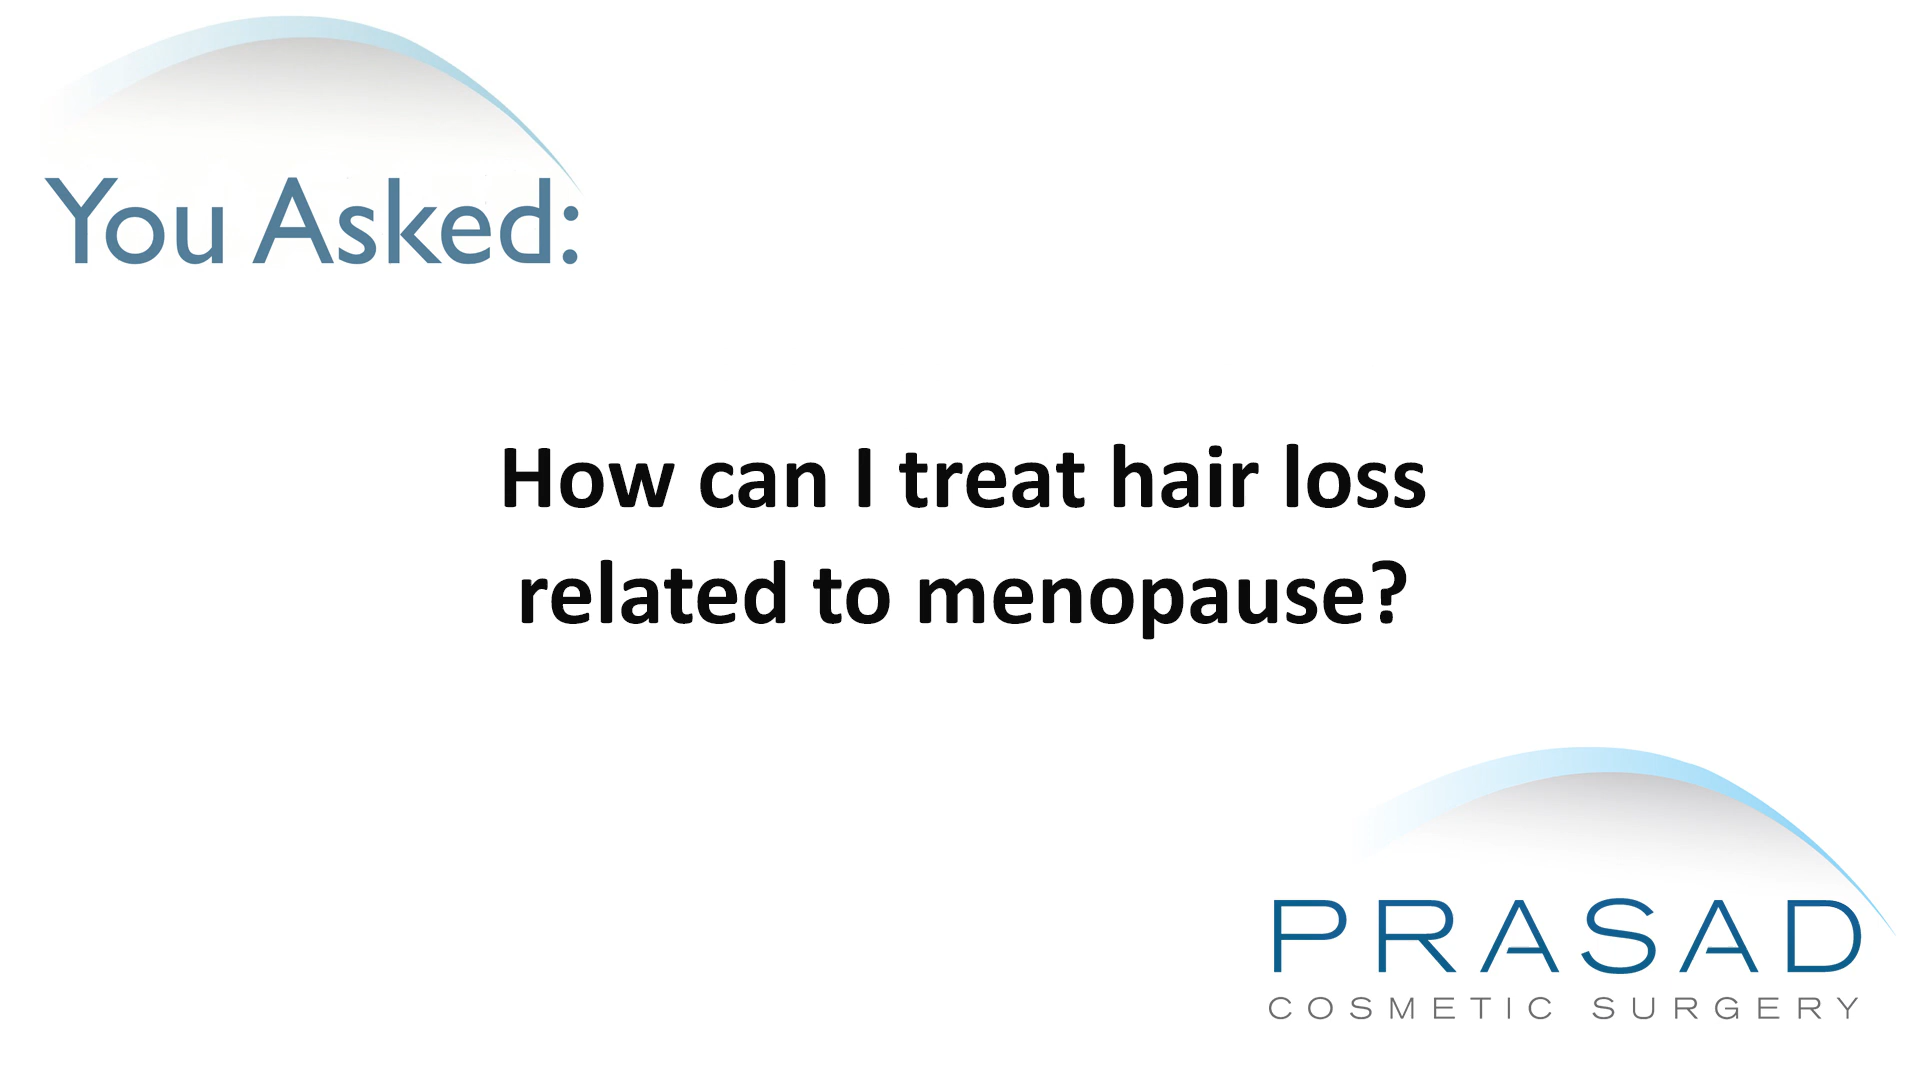 You Asked:
How can I treat hair loss
related to menopause?
PRASAD
COSMETIC SURGERY